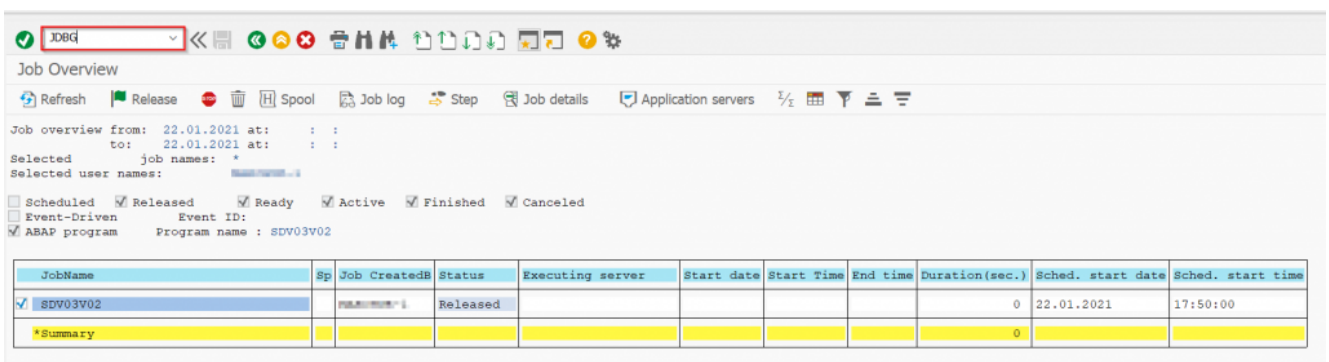 JDBG
Job Overview
Refresh Release STOP H Spool Job log Step Job details Application servers
Job overview from: 22.01.2021 at: : :
to: 22.01.2021 at: : :
Selected job names: *
Selected user names:
Scheduled Released Ready Active Finished Canceled
Event-Driven Event ID:
ABAP program Program name : SDV03V02
JobName Sp Job CreatedB Status Executing server Start date Start Time End time Duration(sec.) Sched. start date Sched. start time
SDV03V02 Released 0 22.01.2021 17:50:00
*Summary 0